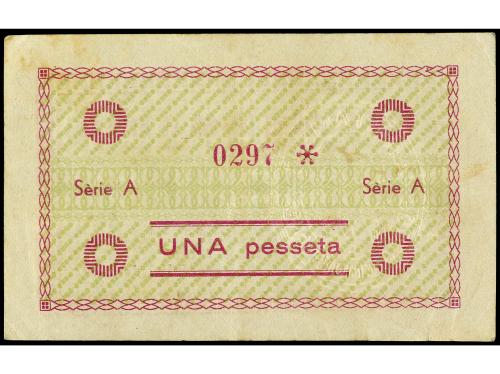 0297 *
Sèrie A Sèrie A
UNA pesseta